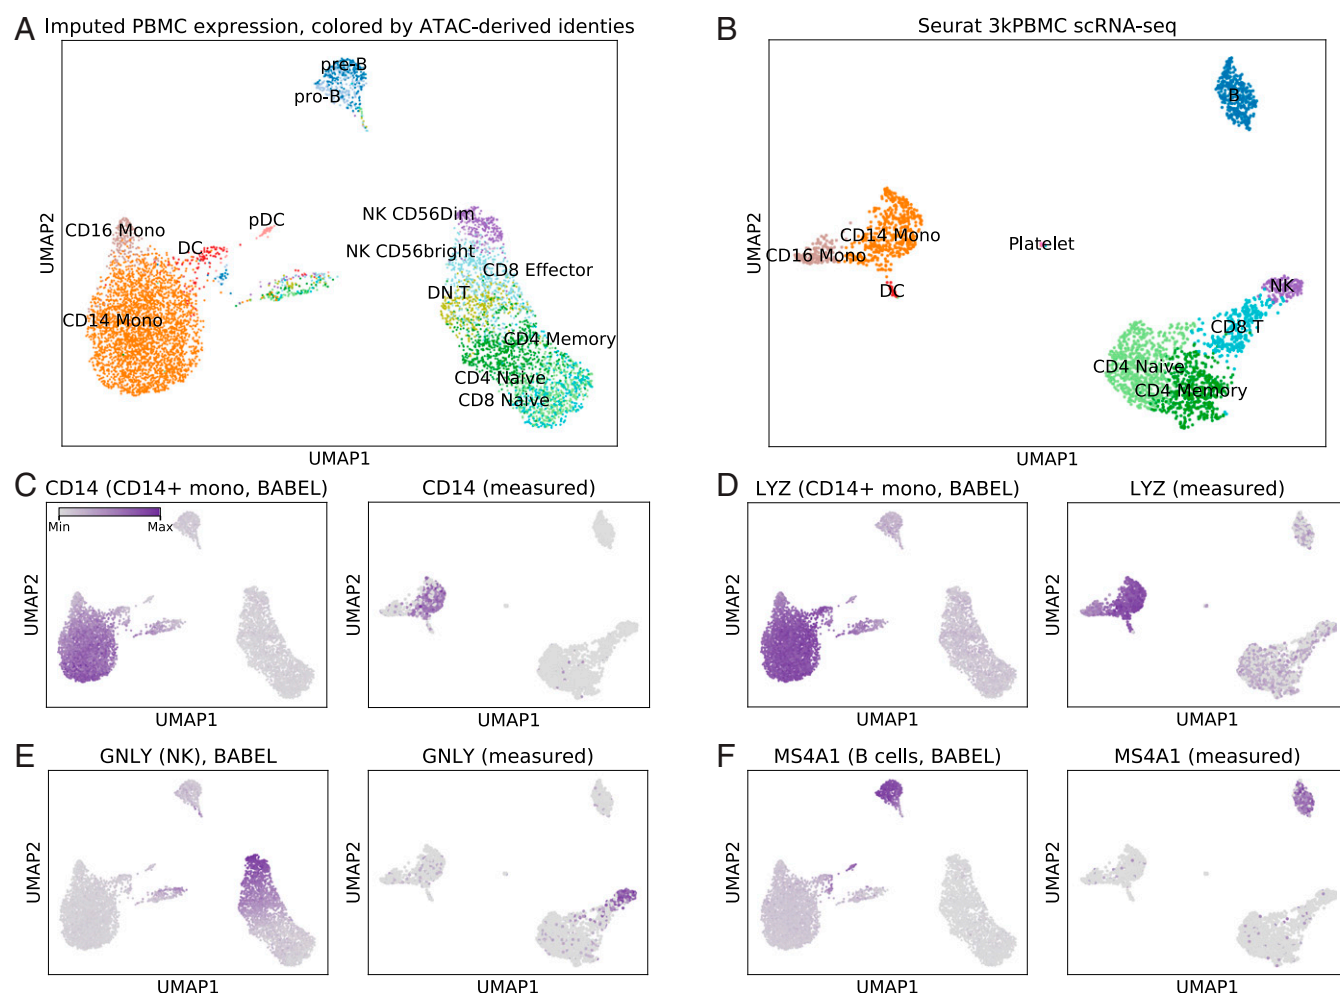 A Imputed PBMC expression, colored by ATAC-derived identies
pre-B
pro-B
CD16 Mono
pDC
DC
CD14 Mono
NK CD56Dim
NK CD56bright
CD8 Effector
DN T
CD4 Memory
CD4 Naive
CD8 Naive
UMAP2
UMAP1
B Seurat 3kPBMC scRNA-seq
B
CD14 Mono
CD16 Mono
DC
Platelet
NK
CD8 T
CD4 Naive
CD4 Memory
UMAP2
UMAP1
C CD14 (CD14+ mono, BABEL)
Min Max
UMAP2
UMAP1
CD14 (measured)
UMAP2
UMAP1
D LYZ (CD14+ mono, BABEL)
UMAP2
UMAP1
LYZ (measured)
UMAP2
UMAP1
E GNLY (NK), BABEL
UMAP2
UMAP1
GNLY (measured)
UMAP2
UMAP1
F MS4A1 (B cells, BABEL)
UMAP2
UMAP1
MS4A1 (measured)
UMAP2
UMAP1